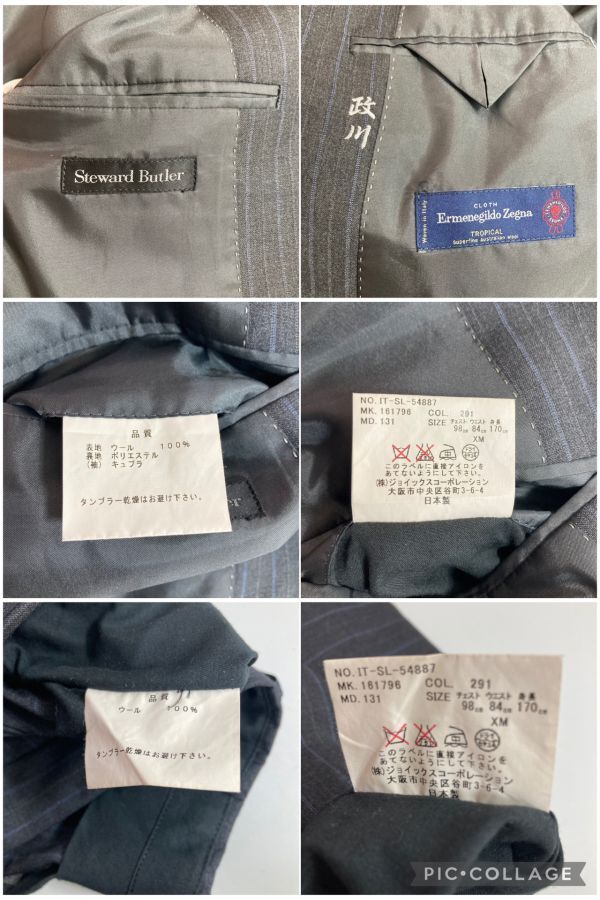 Steward Butler
政川
CLOTH
Ermenegildo Zegna
TROPICAL
Superfine Australian wool
Woven in Italy
ERMENEGILDO
ZEGNA
品質
表地 ウール 100%
裏地 ポリエステル
(袖) キュプラ
タンブラー乾燥はお避け下さい。
NO. IT-SL-54887
MK. 161796 COL. 291
MD. 131 SIZE チェスト ウエスト 身長
98cm 84cm 170cm
XM
このラベルに直接アイロンを
あてないようにして下さい。
(株)ジョイックスコーポレーション
大阪市中央区谷町3-6-4
日本製
品質
ウール 100%
タンブラー乾燥はお避け下さい。
NO. IT-SL-54887
MK. 161796 COL. 291
MD. 131 SIZE チェスト ウエスト 身長
98cm 84cm 170cm
XM
このラベルに直接アイロンを
あてないようにして下さい。
(株)ジョイックスコーポレーション
大阪市中央区谷町3-6-4
日本製
PIC•COLLAGE